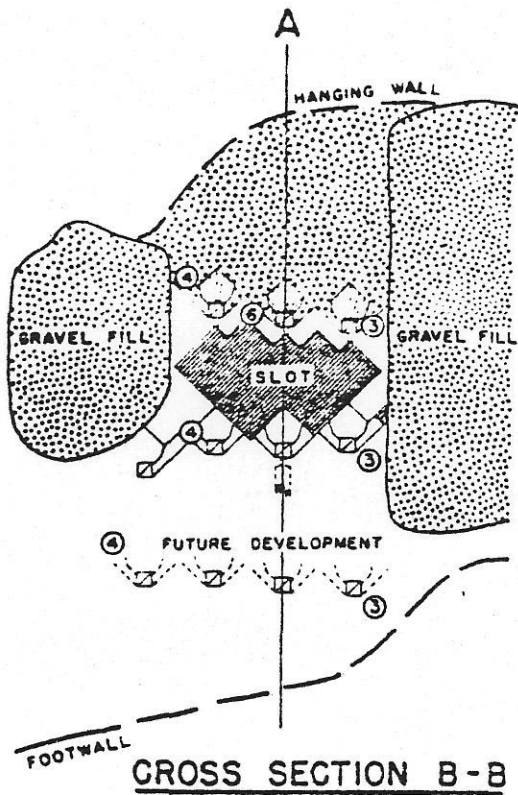 A
HANGING WALL
④
⑥
③
GRAVEL FILL
GRAVEL FILL
SLOT
④
③
④ FUTURE DEVELOPMENT
③
FOOTWALL
CROSS SECTION B-B